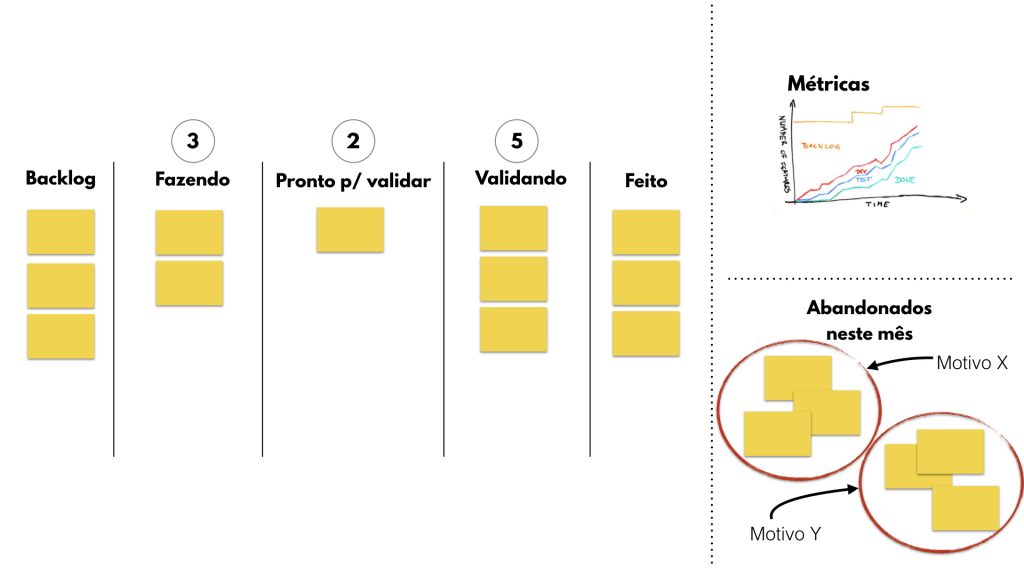 3
2
5
Backlog
Fazendo
Pronto p/ validar
Validando
Feito
Métricas
NUMBER OF FEATURES
BACKLOG
DEV
TEST
DONE
TIME
Abandonados
neste mês
Motivo X
Motivo Y